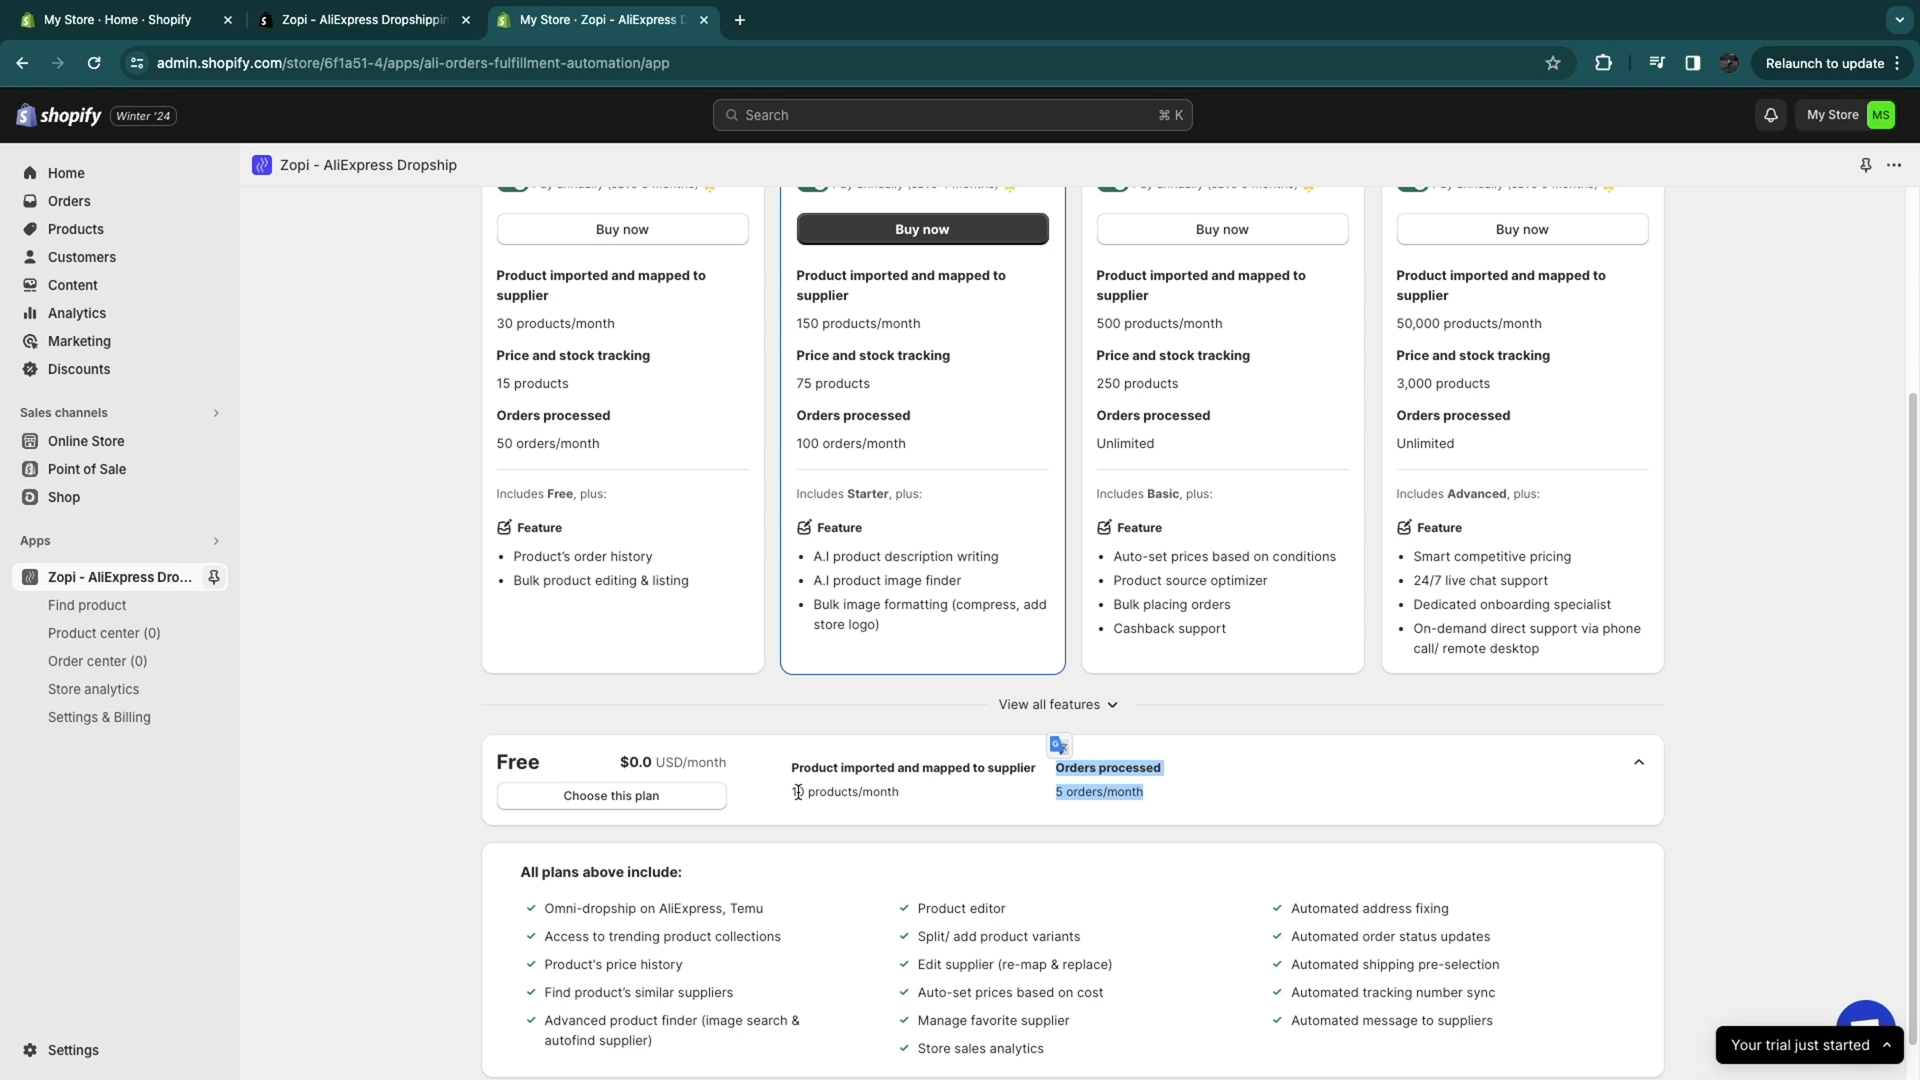 My Store · Home · Shopify
Zopi - AliExpress Dropshippin
My Store · Zopi - AliExpress D
admin.shopify.com/store/6f1a51-4/apps/ali-orders-fulfillment-automation/app
Relaunch to update
shopify
Winter '24
Search
⌘ K
My Store
MS
Home
Orders
Products
Customers
Content
Analytics
Marketing
Discounts
Sales channels
Online Store
Point of Sale
Shop
Apps
Zopi - AliExpress Dro...
Find product
Product center (0)
Order center (0)
Store analytics
Settings & Billing
Settings
Zopi - AliExpress Dropship
Buy now
Product imported and mapped to
supplier
30 products/month
Price and stock tracking
15 products
Orders processed
50 orders/month
Includes Free, plus:
Feature
• Product's order history
• Bulk product editing & listing
Buy now
Product imported and mapped to
supplier
150 products/month
Price and stock tracking
75 products
Orders processed
100 orders/month
Includes Starter, plus:
Feature
• A.I product description writing
• A.I product image finder
• Bulk image formatting (compress, add
store logo)
Buy now
Product imported and mapped to
supplier
500 products/month
Price and stock tracking
250 products
Orders processed
Unlimited
Includes Basic, plus:
Feature
• Auto-set prices based on conditions
• Product source optimizer
• Bulk placing orders
• Cashback support
Buy now
Product imported and mapped to
supplier
50,000 products/month
Price and stock tracking
3,000 products
Orders processed
Unlimited
Includes Advanced, plus:
Feature
• Smart competitive pricing
• 24/7 live chat support
• Dedicated onboarding specialist
• On-demand direct support via phone
call/ remote desktop
View all features
Free
$0.0 USD/month
Choose this plan
Product imported and mapped to supplier
10 products/month
Orders processed
5 orders/month
All plans above include:
Omni-dropship on AliExpress, Temu
Access to trending product collections
Product's price history
Find product's similar suppliers
Advanced product finder (image search &
autofind supplier)
Product editor
Split/ add product variants
Edit supplier (re-map & replace)
Auto-set prices based on cost
Manage favorite supplier
Store sales analytics
Automated address fixing
Automated order status updates
Automated shipping pre-selection
Automated tracking number sync
Automated message to suppliers
Your trial just started